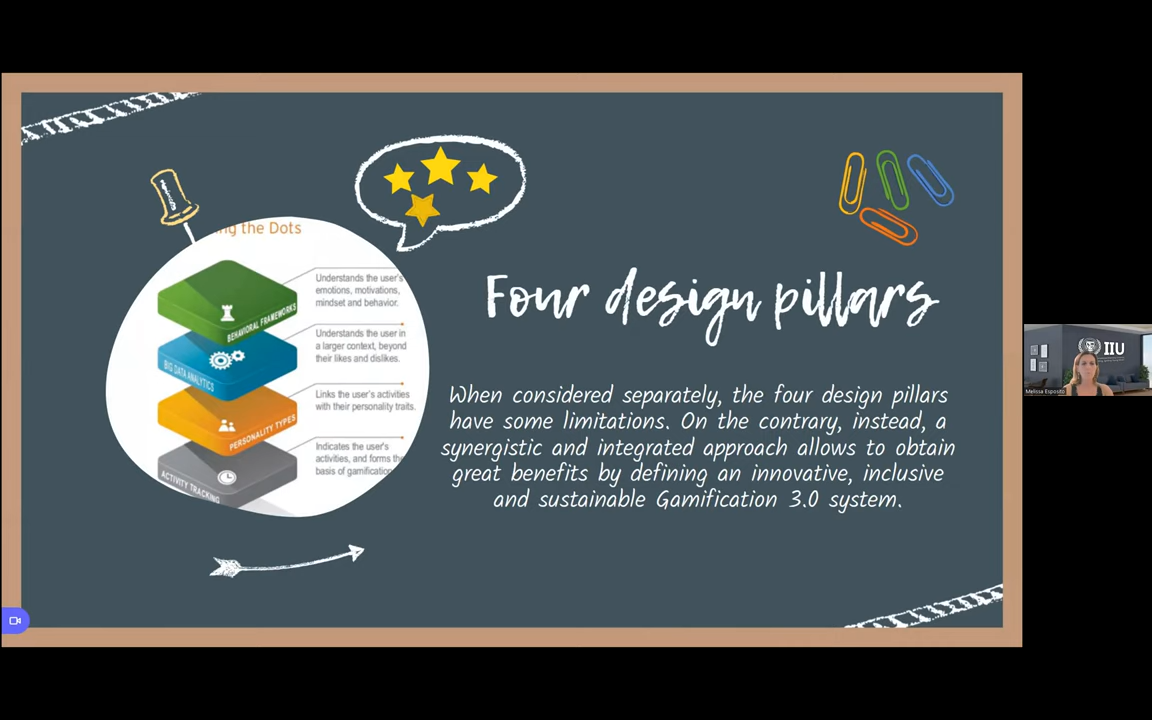 ng the Dots
Understands the user's
emotions, motivations,
mindset and behavior.
BEHAVIORAL FRAMEWORKS
Understands the user in
a larger context, beyond
their likes and dislikes.
BIG DATA ANALYTICS
Links the user's activities
with their personality traits.
PERSONALITY TYPES
Indicates the user's
activities, and forms the
basis of gamification
ACTIVITY TRACKING
Four design pillars
When considered separately, the four design pillars
have some limitations. On the contrary, instead, a
synergistic and integrated approach allows to obtain
great benefits by defining an innovative, inclusive
and sustainable Gamification 3.0 system.
IIU
Melissa Esposito